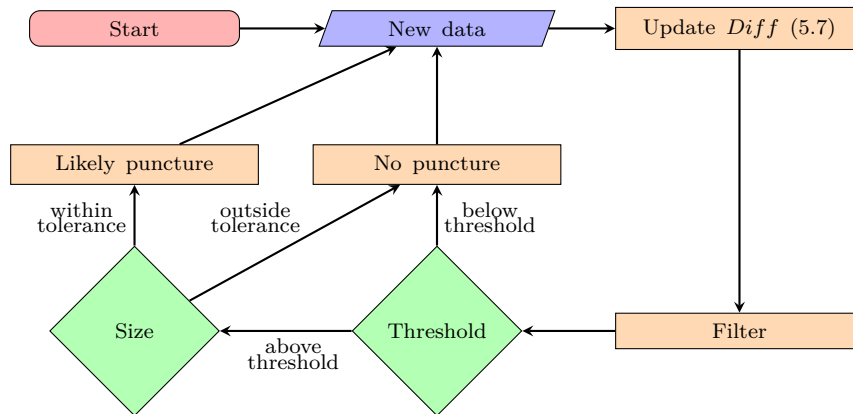 Start
New data
Update Diff (5.7)
Likely puncture
No puncture
within
tolerance
outside
tolerance
below
threshold
Size
Threshold
Filter
above
threshold